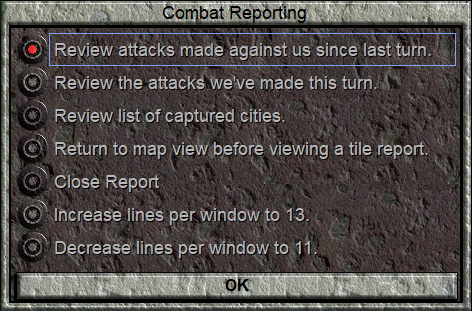 Combat Reporting
Review attacks made against us since last turn.
Review the attacks we've made this turn.
Review list of captured cities.
Return to map view before viewing a tile report.
Close Report
Increase lines per window to 13.
Decrease lines per window to 11.
OK